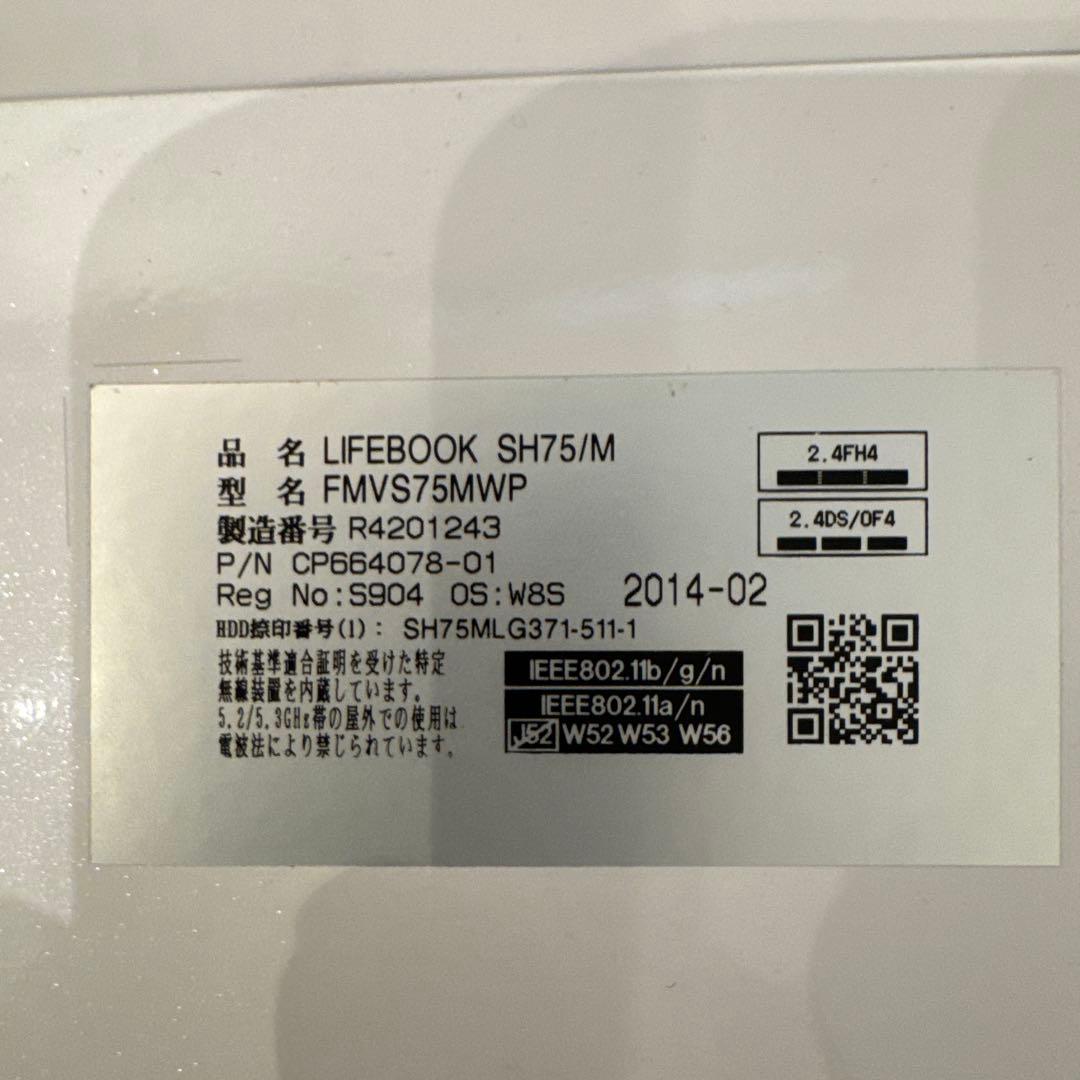 品 名 LIFEBOOK SH75/M
型 名 FMVS75MWP
製造番号 R4201243
P/N CP664078-01
Reg No:S904 OS:W8S 2014-02
HDD捺印番号(1): SH75MLG371-511-1
技術基準適合証明を受けた特定
無線装置を内蔵しています。
5.2/5.3GHz帯の屋外での使用は
電波法により禁じられています。
2.4FH4
2.4DS/OF4
IEEE802.11b/g/n
IEEE802.11a/n
J52 W52 W53 W56